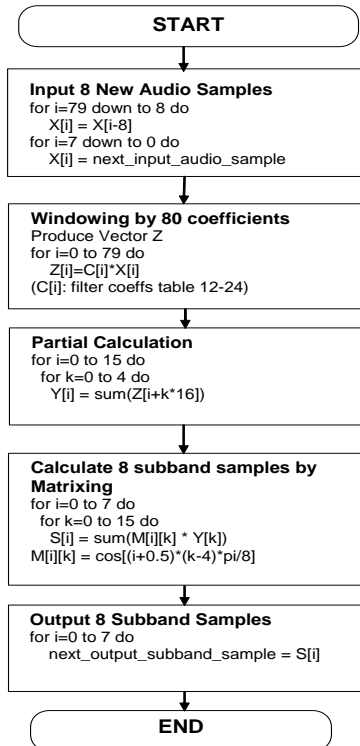 START
Input 8 New Audio Samples
for i=79 down to 8 do
X[i] = X[i-8]
for i=7 down to 0 do
X[i] = next_input_audio_sample
Windowing by 80 coefficients
Produce Vector Z
for i=0 to 79 do
Z[i]=C[i]*X[i]
(C[i]: filter coeffs table 12-24)
Partial Calculation
for i=0 to 15 do
for k=0 to 4 do
Y[i] = sum(Z[i+k*16])
Calculate 8 subband samples by
Matrixing
for i=0 to 7 do
for k=0 to 15 do
S[i] = sum(M[i][k] * Y[k])
M[i][k] = cos[(i+0.5)*(k-4)*pi/8]
Output 8 Subband Samples
for i=0 to 7 do
next_output_subband_sample = S[i]
END